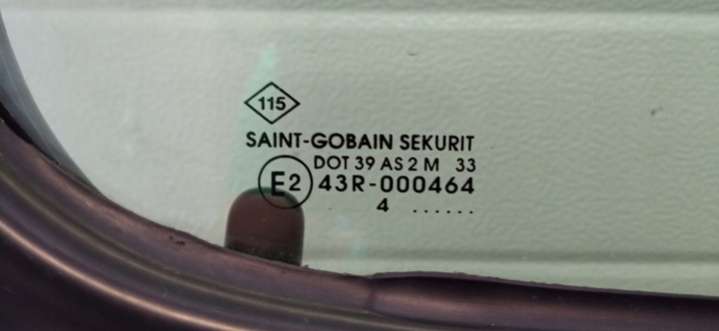 115
SAINT-GOBAIN SEKURIT
DOT 39 AS 2 M 33
E2 43R-000464
4 ......